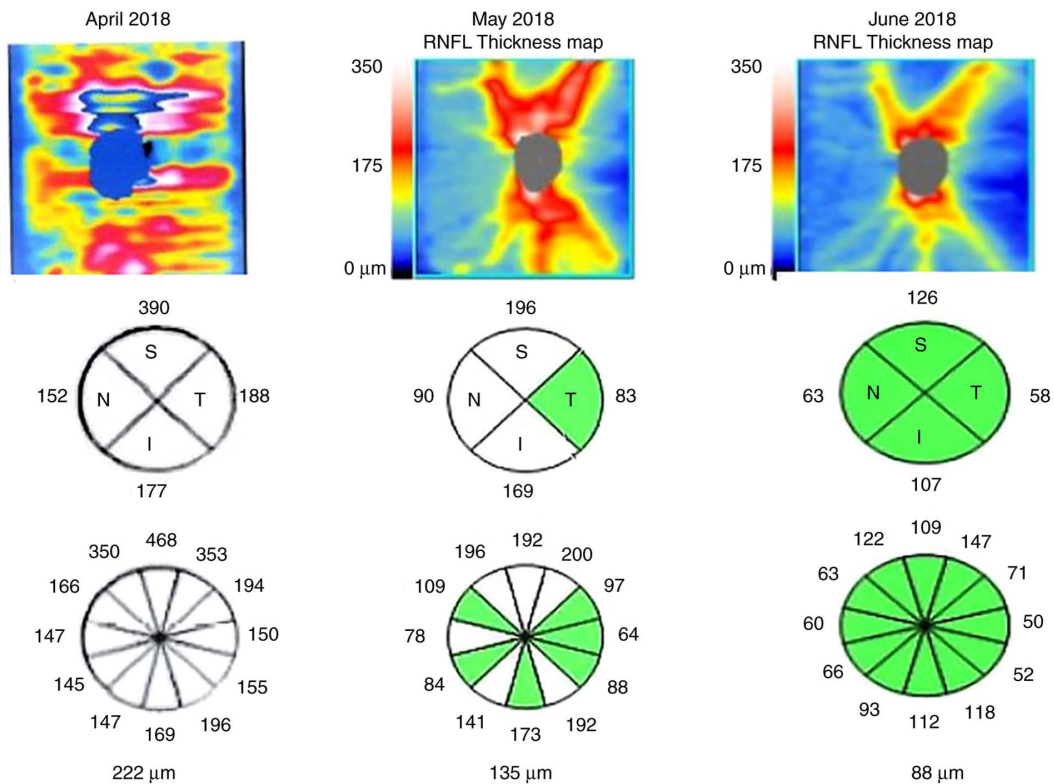 April 2018
May 2018
RNFL Thickness map
June 2018
RNFL Thickness map
350
175
0 μm
350
175
0 μm
390
S
152
N
T
188
I
177
196
S
90
N
T
83
I
169
126
S
63
N
T
58
I
107
468
350
353
166
194
147
150
145
155
147
196
169
192
196
200
109
97
78
64
84
88
141
192
173
109
122
147
63
71
60
50
66
52
93
118
112
222 μm
135 μm
88 μm